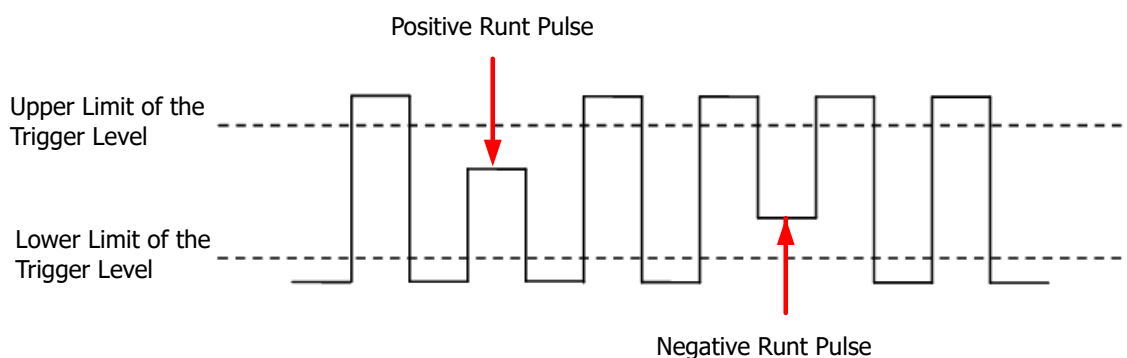 Positive Runt Pulse
Upper Limit of the
Trigger Level
Lower Limit of the
Trigger Level
Negative Runt Pulse